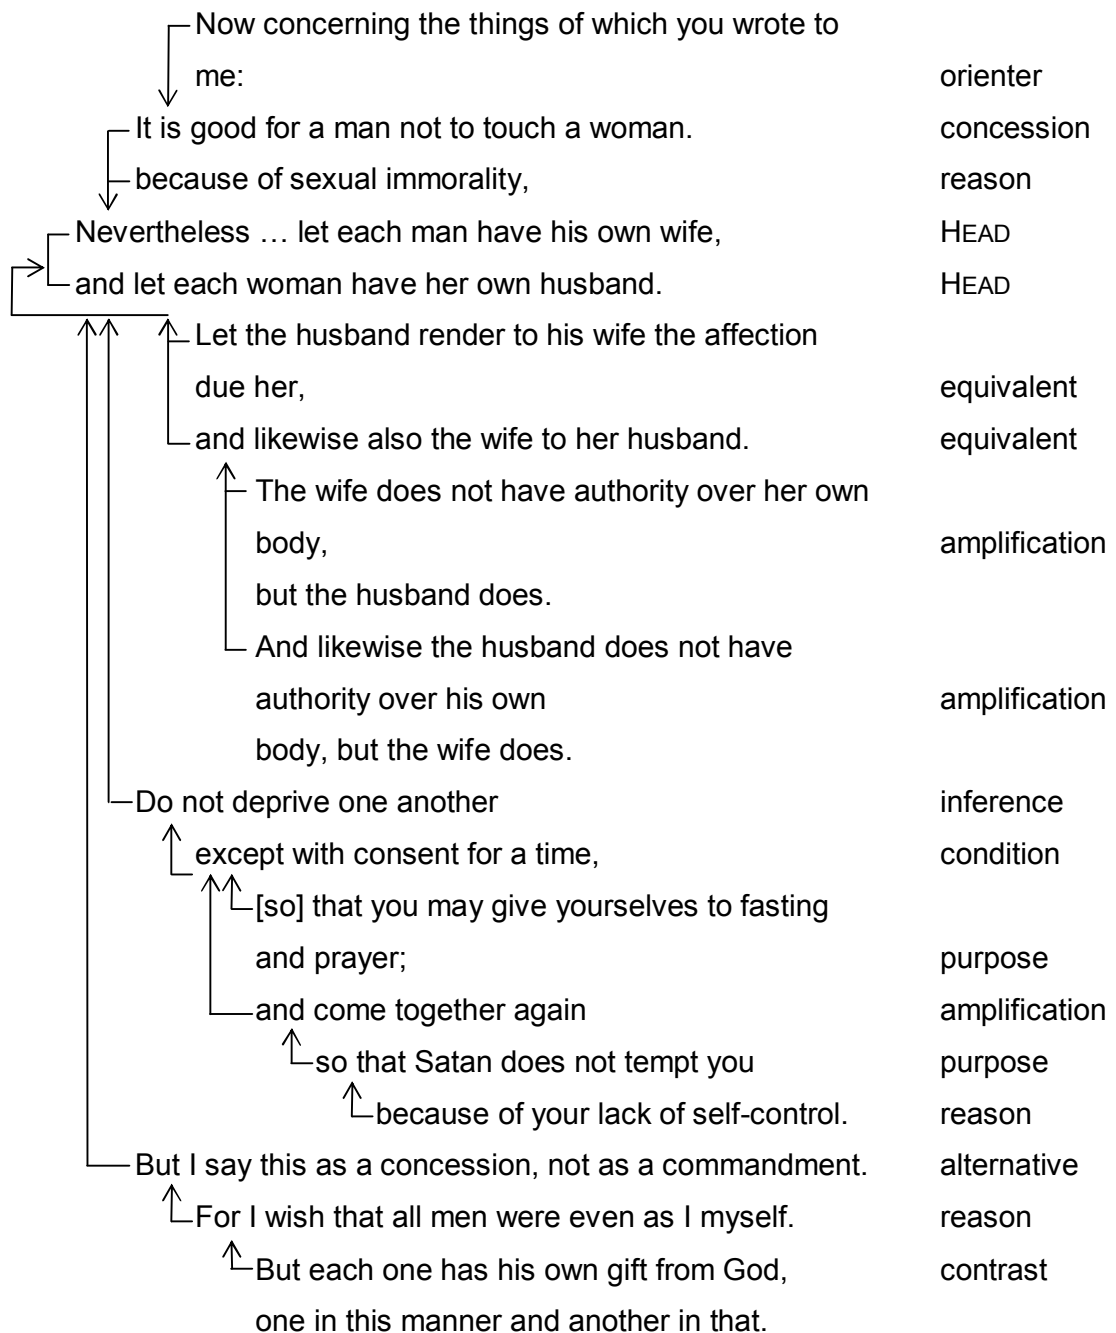 Now concerning the things of which you wrote to
me: orienter
It is good for a man not to touch a woman. concession
because of sexual immorality, reason
Nevertheless … let each man have his own wife, HEAD
and let each woman have her own husband. HEAD
Let the husband render to his wife the affection
due her, equivalent
and likewise also the wife to her husband. equivalent
The wife does not have authority over her own
body, amplification
but the husband does.
And likewise the husband does not have
authority over his own amplification
body, but the wife does.
Do not deprive one another inference
except with consent for a time, condition
[so] that you may give yourselves to fasting
and prayer; purpose
and come together again amplification
so that Satan does not tempt you purpose
because of your lack of self-control. reason
But I say this as a concession, not as a commandment. alternative
For I wish that all men were even as I myself. reason
But each one has his own gift from God, contrast
one in this manner and another in that.